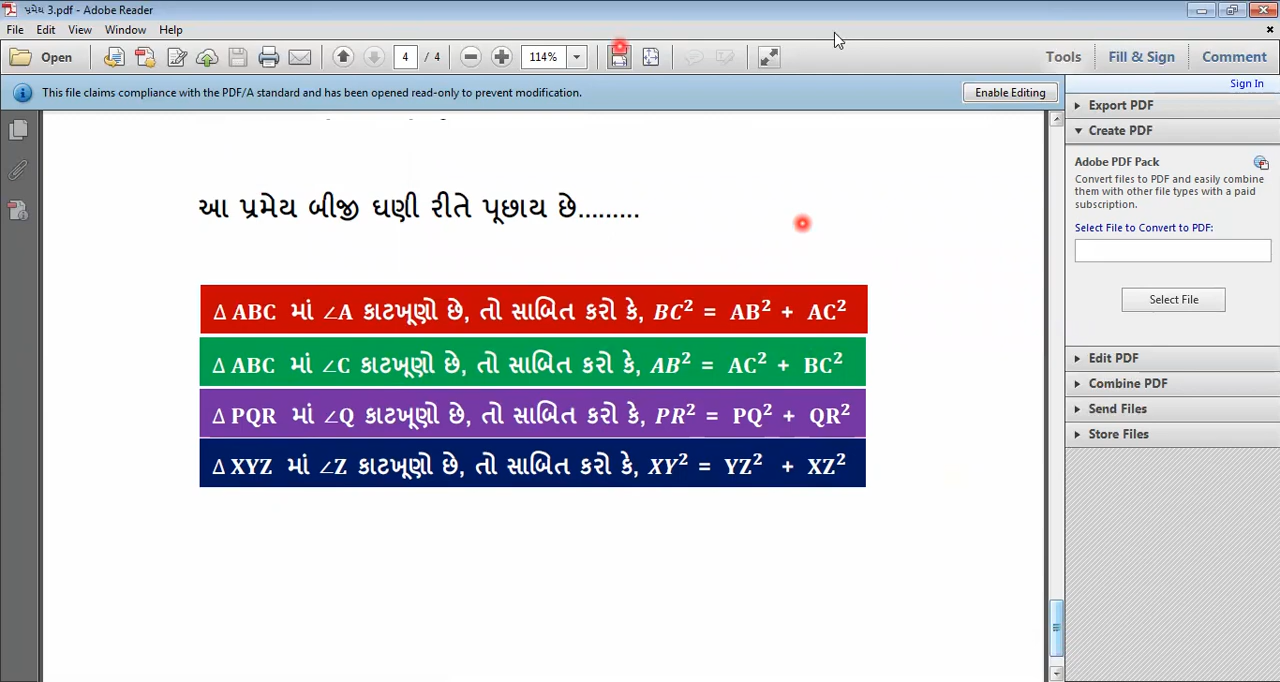 પ્રમેય 3.pdf - Adobe Reader
File Edit View Window Help
Open 4 / 4 114% Tools Fill & Sign Comment
This file claims compliance with the PDF/A standard and has been opened read-only to prevent modification. Enable Editing
Sign In
Export PDF
Create PDF
Adobe PDF Pack
Convert files to PDF and easily combine
them with other file types with a paid
subscription.
Select File to Convert to PDF:
Select File
Edit PDF
Combine PDF
Send Files
Store Files
આ પ્રમેય બીજી ઘણી રીતે પૂછાય છે.........
Δ ABC માં ∠A કાટખૂણો છે, તો સાબિત કરો કે, BC² = AB² + AC²
Δ ABC માં ∠C કાટખૂણો છે, તો સાબિત કરો કે, AB² = AC² + BC²
Δ PQR માં ∠Q કાટખૂણો છે, તો સાબિત કરો કે, PR² = PQ² + QR²
Δ XYZ માં ∠Z કાટખૂણો છે, તો સાબિત કરો કે, XY² = YZ² + XZ²